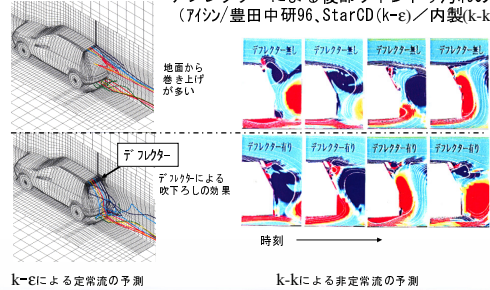 （アイシン/豊田中研96、StarCD(k-ε)／内製(k-k
地面から
巻き上げ
が多い
デフレクター無し
デフレクター無し
デフレクター無し
デフレクター無し
デフレクター
デフレクターによる
吹下ろしの効果
デフレクター有り
デフレクター有り
デフレクター有り
デフレクター有り
時刻
k-εによる定常流の予測
k-kによる非定常流の予測